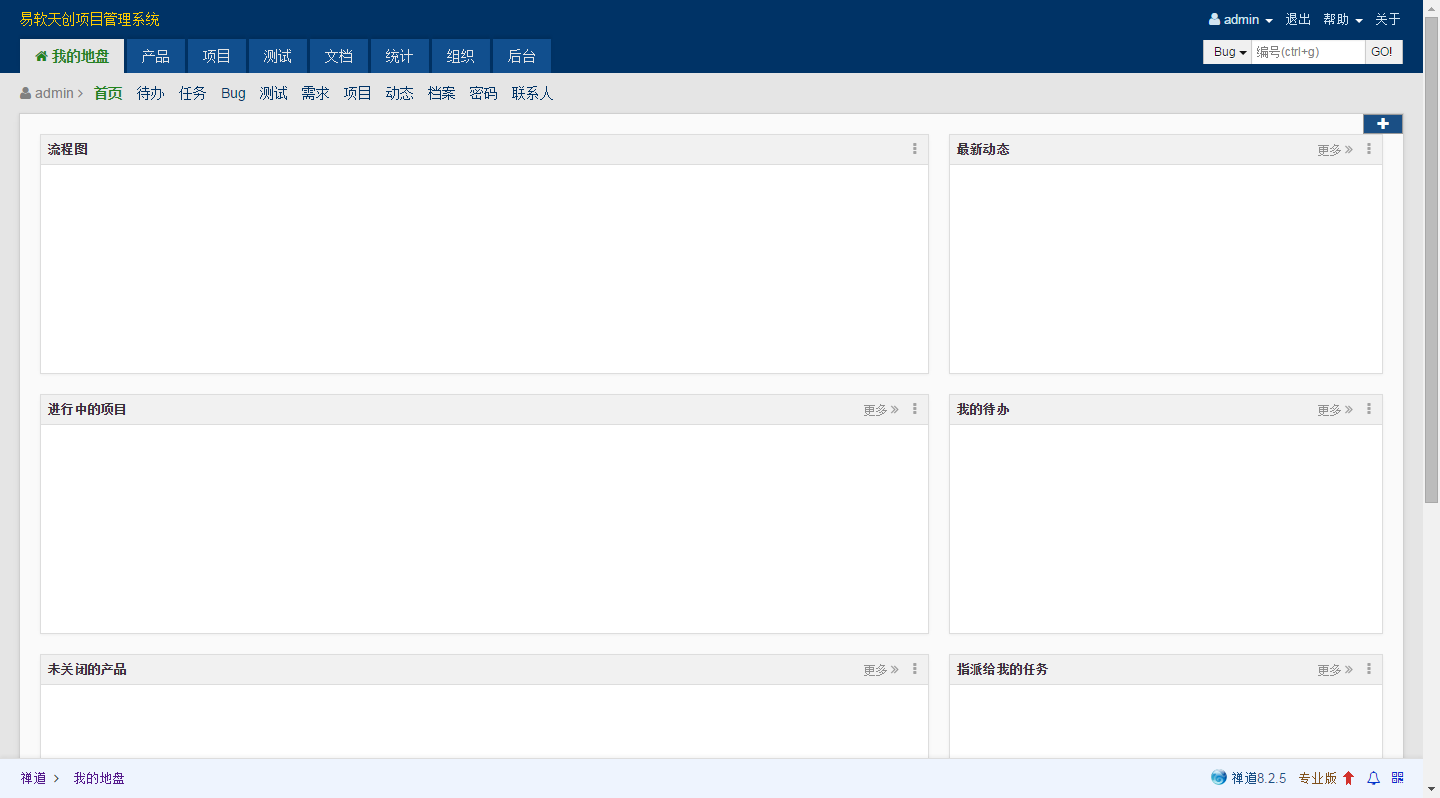 易软天创项目管理系统
admin 退出 帮助 关于
我的地盘 产品 项目 测试 文档 统计 组织 后台
Bug 编号(ctrl+g) GO!
admin 首页 待办 任务 Bug 测试 需求 项目 动态 档案 密码 联系人
流程图
最新动态 更多
进行中的项目 更多
我的待办 更多
未关闭的产品 更多
指派给我的任务 更多
禅道 我的地盘
禅道8.2.5 专业版